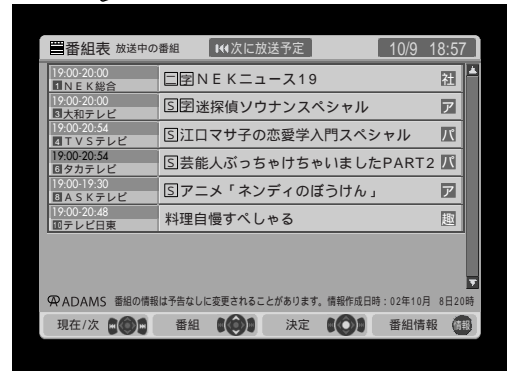 番組表 放送中の番組 次に放送予定 10/9 18:57
19:00-20:00
1NEK総合 二字NEKニュース19 社
19:00-20:00
3大和テレビ S字迷探偵ソウナンスペシャル ア
19:00-20:54
4TVSテレビ S江口マサ子の恋愛学入門スペシャル バ
19:00-20:54
6タカテレビ S芸能人ぶっちゃけちゃいましたPART2 バ
19:00-19:30
8ASKテレビ Sアニメ「ネンディのぼうけん」 ア
19:00-20:48
10テレビ日東 料理自慢すぺしゃる 趣
ADAMS 番組の情報は予告なしに変更されることがあります。情報作成日時:02年10月 8日20時
現在/次 番組 決定 番組情報 情報